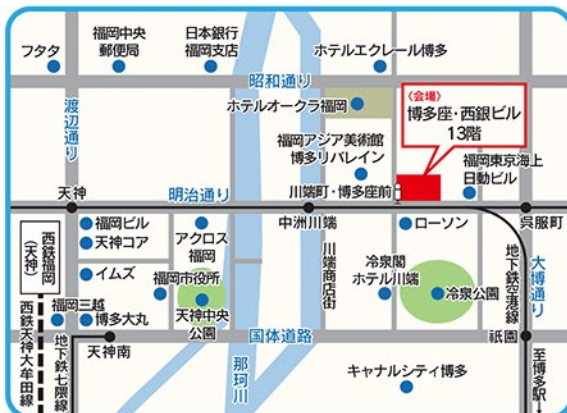 フタタ
福岡中央
郵便局
日本銀行
福岡支店
ホテルエクレール博多
昭和通り
渡辺通り
ホテルオークラ福岡
〈会場〉
博多座・西銀ビル
13階
福岡アジア美術館
博多リバレイン
福岡東京海上
日動ビル
天神
明治通り
川端町・博多座前
中洲川端
呉服町
西鉄福岡
(天神)
福岡ビル
天神コア
アクロス
福岡
ローソン
川端商店街
イムズ
福岡市役所
冷泉閣
ホテル川端
冷泉公園
地下鉄空港線
大博通り
福岡三越
博多大丸
天神中央
公園
国体道路
祇園
天神南
西鉄天神大牟田線
地下鉄七隈線
那珂川
キャナルシティ博多
至博多駅